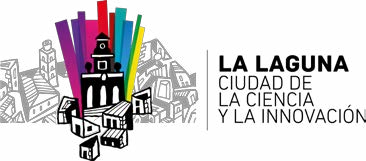 LA LAGUNA
CIUDAD DE
LA CIENCIA
Y LA INNOVACIÓN